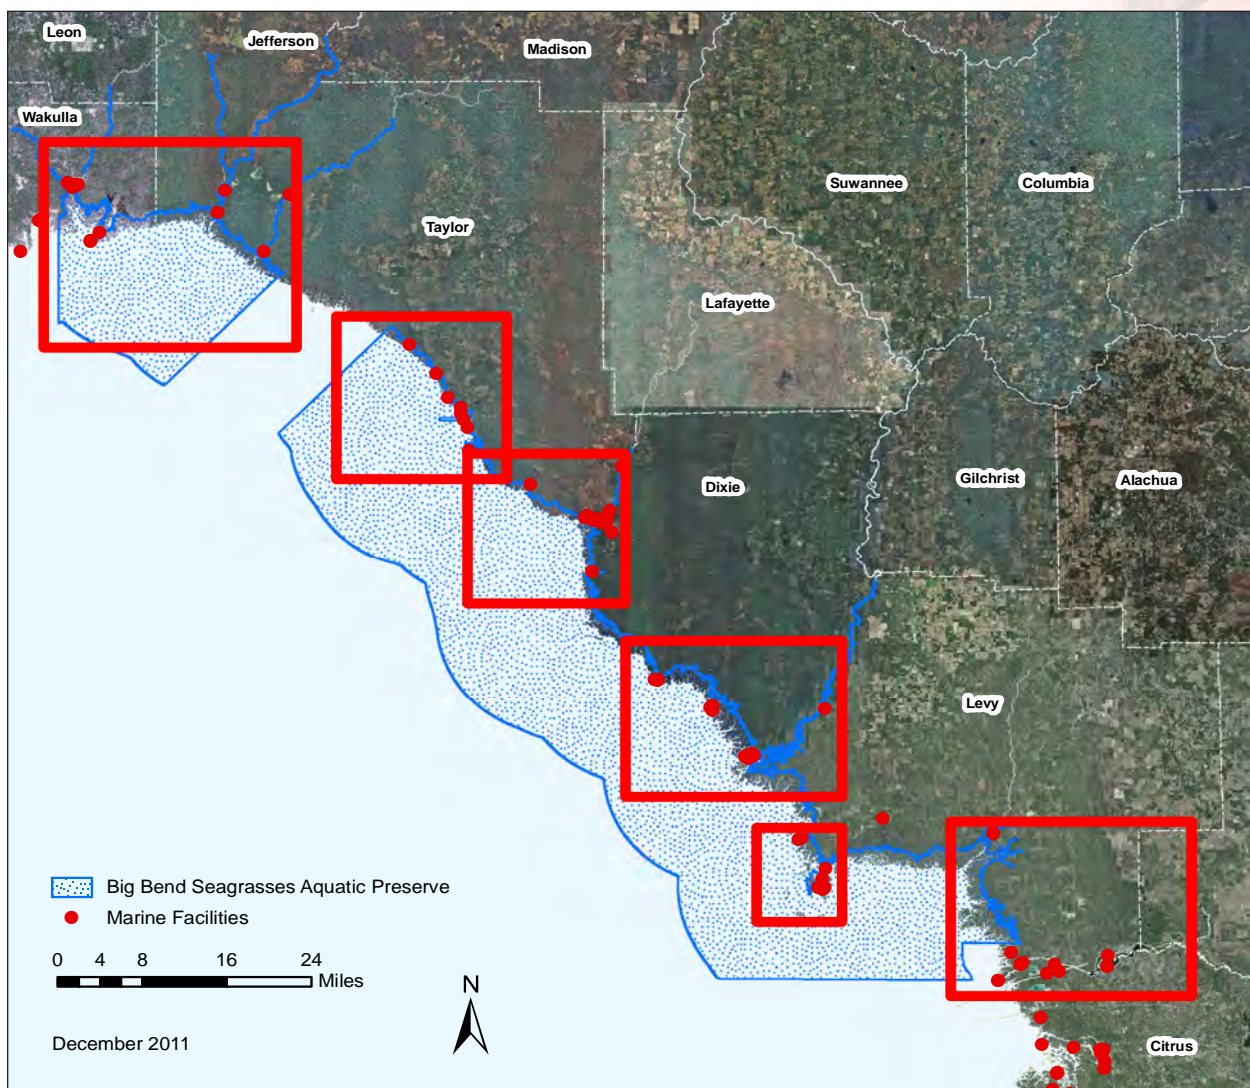 Leon
Jefferson
Madison
Wakulla
Suwannee
Columbia
Taylor
Lafayette
Dixie
Gilchrist
Alachua
Levy
Big Bend Seagrasses Aquatic Preserve
Marine Facilities
0 4 8 16 24
Miles
N
December 2011
Citrus